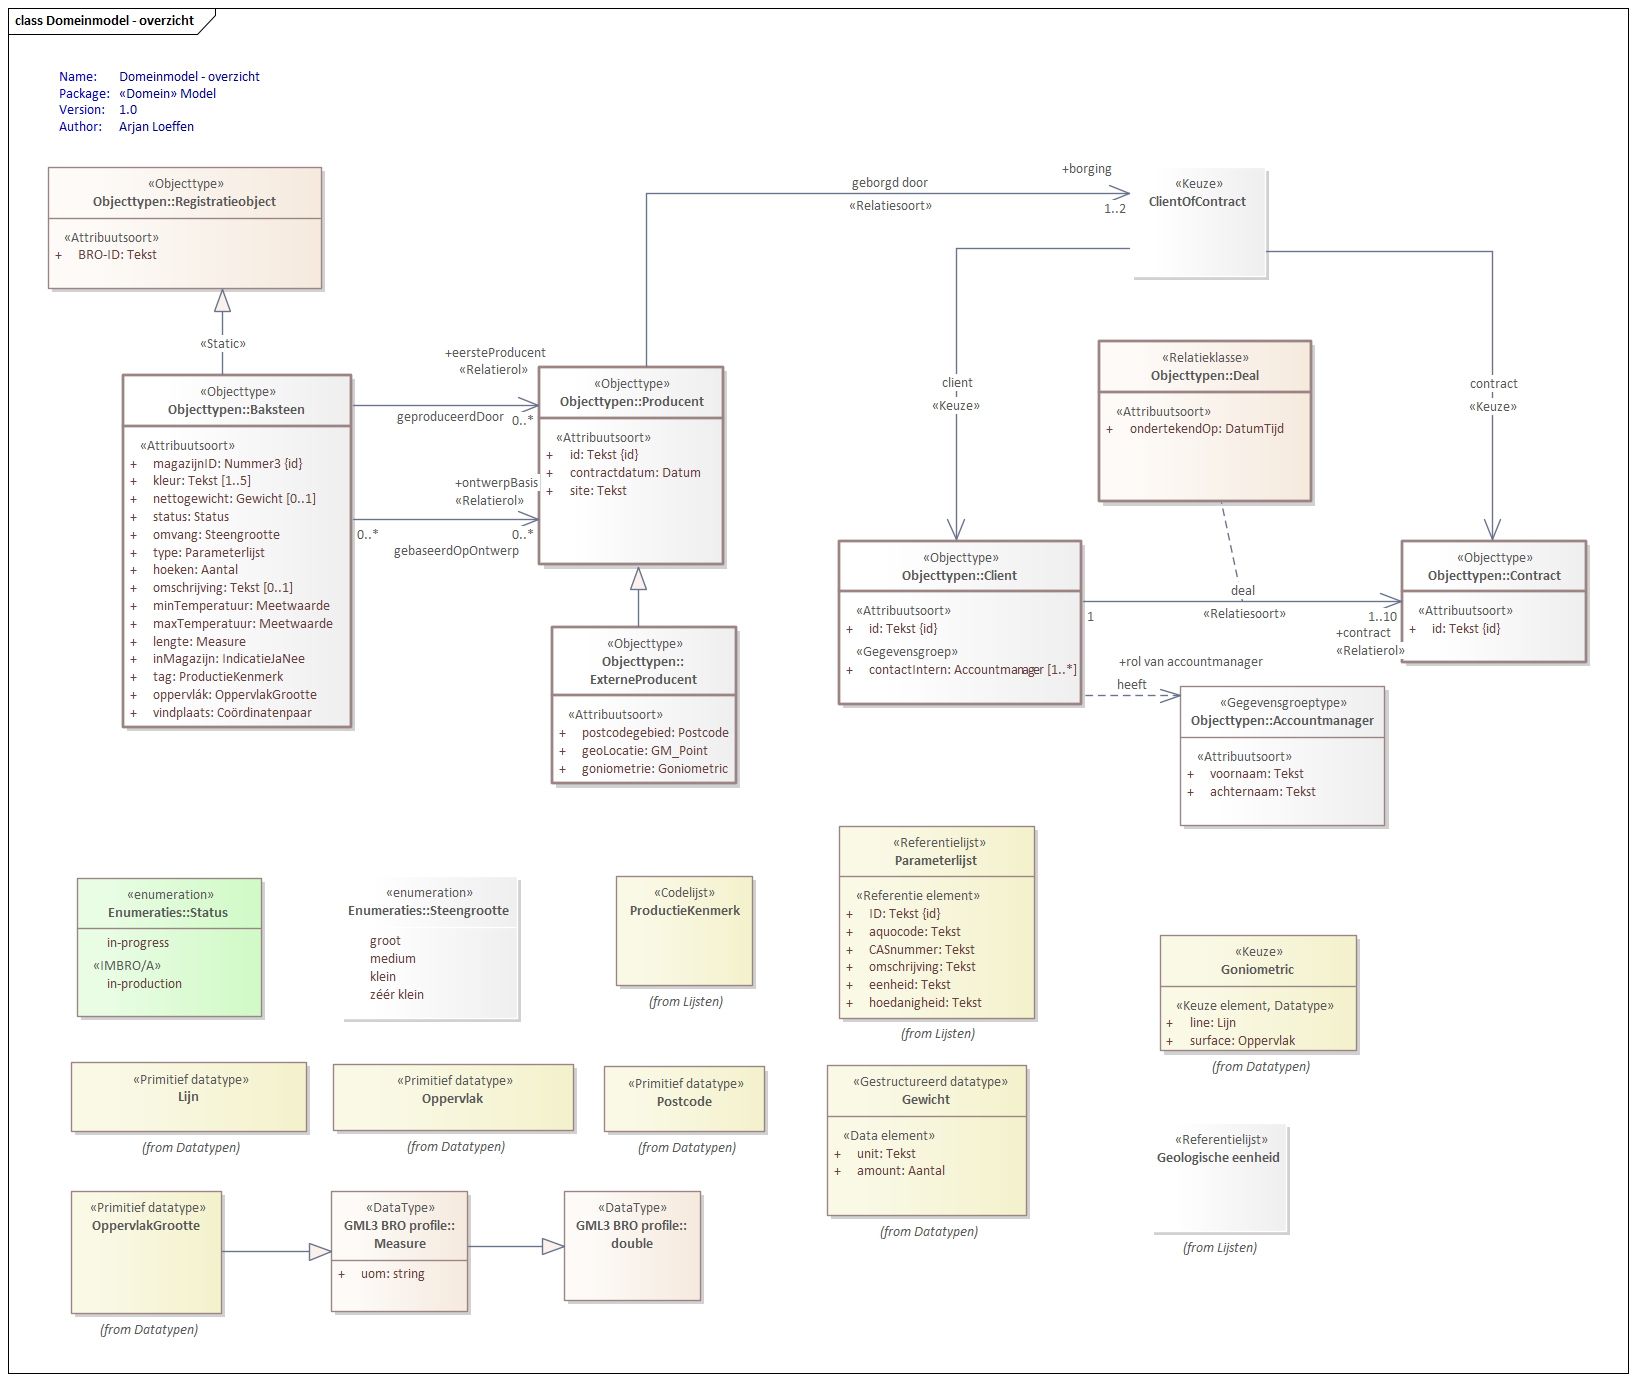 class Domeinmodel - overzicht
Name: Domeinmodel - overzicht
Package: «Domein» Model
Version: 1.0
Author: Arjan Loeffen
«Objecttype»
Objecttypen::Registratieobject
«Attribuutsoort»
+ BRO-ID: Tekst
«Static»
«Objecttype»
Objecttypen::Baksteen
«Attribuutsoort»
+ magazijnID: Nummer3 {id}
+ kleur: Tekst [1..5]
+ nettogewicht: Gewicht [0..1]
+ status: Status
+ omvang: Steengrootte
+ type: Parameterlijst
+ hoeken: Aantal
+ omschrijving: Tekst [0..1]
+ minTemperatuur: Meetwaarde
+ maxTemperatuur: Meetwaarde
+ lengte: Measure
+ inMagazijn: IndicatieJaNee
+ tag: ProductieKenmerk
+ oppervlák: OppervlakGrootte
+ vindplaats: Coördinatenpaar
+eersteProducent
«Relatierol»
geproduceerdDoor
0..*
+ontwerpBasis
«Relatierol»
0..*
0..*
gebaseerdOpOntwerp
«Objecttype»
Objecttypen::Producent
«Attribuutsoort»
+ id: Tekst {id}
+ contractdatum: Datum
+ site: Tekst
«Objecttype»
Objecttypen::
ExterneProducent
«Attribuutsoort»
+ postcodegebied: Postcode
+ geoLocatie: GM_Point
+ goniometrie: Goniometric
geborgd door
«Relatiesoort»
+borging
1..2
«Keuze»
ClientOfContract
client
«Keuze»
contract
«Keuze»
«Relatieklasse»
Objecttypen::Deal
«Attribuutsoort»
+ ondertekendOp: DatumTijd
«Objecttype»
Objecttypen::Client
«Attribuutsoort»
+ id: Tekst {id}
«Gegevensgroep»
+ contactIntern: Accountmanager [1..*]
deal
1
«Relatiesoort»
1..10
+contract
«Relatierol»
«Objecttype»
Objecttypen::Contract
«Attribuutsoort»
+ id: Tekst {id}
+rol van accountmanager
heeft
«Gegevensgroeptype»
Objecttypen::Accountmanager
«Attribuutsoort»
+ voornaam: Tekst
+ achternaam: Tekst
«enumeration»
Enumeraties::Status
in-progress
«IMBRO/A»
in-production
«enumeration»
Enumeraties::Steengrootte
groot
medium
klein
zéér klein
«Codelijst»
ProductieKenmerk
(from Lijsten)
«Referentielijst»
Parameterlijst
«Referentie element»
+ ID: Tekst {id}
+ aquocode: Tekst
+ CASnummer: Tekst
+ omschrijving: Tekst
+ eenheid: Tekst
+ hoedanigheid: Tekst
(from Lijsten)
«Keuze»
Goniometric
«Keuze element, Datatype»
+ line: Lijn
+ surface: Oppervlak
(from Datatypen)
«Primitief datatype»
Lijn
(from Datatypen)
«Primitief datatype»
Oppervlak
(from Datatypen)
«Primitief datatype»
Postcode
(from Datatypen)
«Gestructureerd datatype»
Gewicht
«Data element»
+ unit: Tekst
+ amount: Aantal
(from Datatypen)
«Referentielijst»
Geologische eenheid
(from Lijsten)
«Primitief datatype»
OppervlakGrootte
(from Datatypen)
«DataType»
GML3 BRO profile::
Measure
+ uom: string
«DataType»
GML3 BRO profile::
double